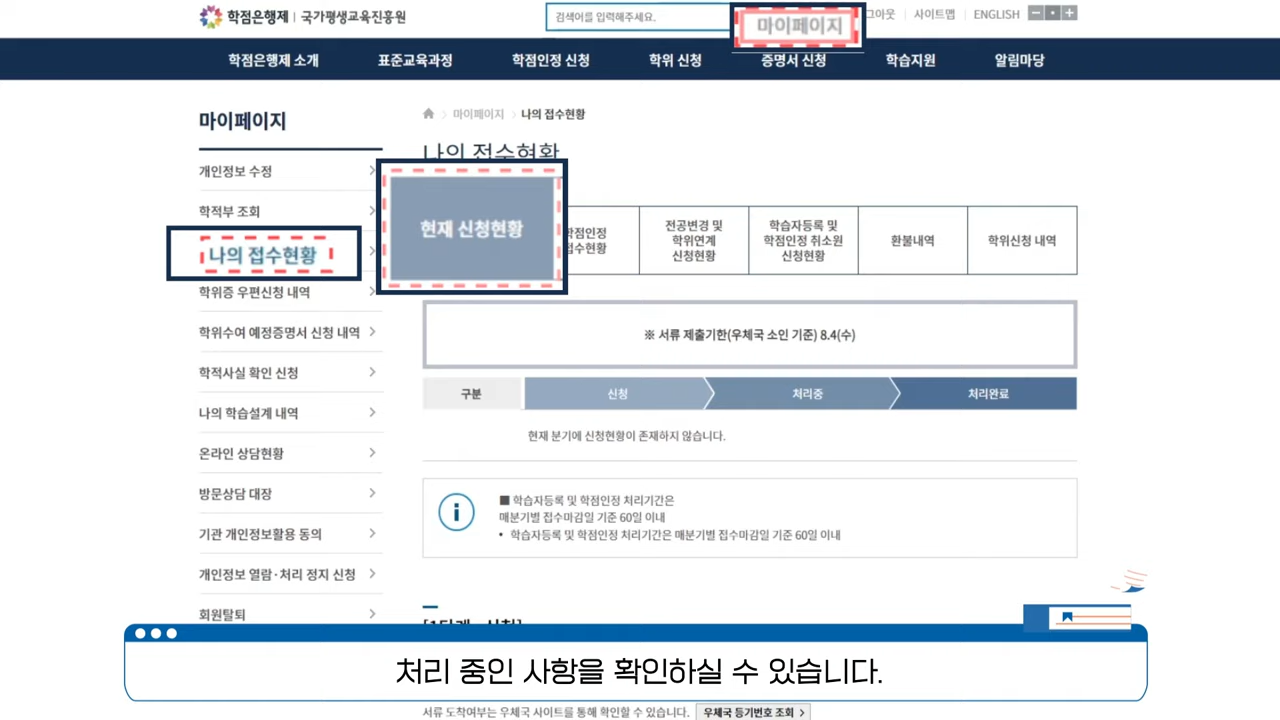 학점은행제 | 국가평생교육진흥원
검색어를 입력해주세요.
마이페이지
그아웃 | 사이트맵 | ENGLISH
학점은행제 소개 표준교육과정 학점인정 신청 학위 신청 증명서 신청 학습지원 알림마당
마이페이지
개인정보 수정
학적부 조회
나의 접수현황
학위증 우편신청 내역
학위수여 예정증명서 신청 내역
학적사실 확인 신청
나의 학습설계 내역
온라인 상담현황
방문상담 대장
기관 개인정보활용 동의
개인정보 열람·처리 정지 신청
회원탈퇴
마이페이지 > 나의 접수현황
나의 접수현황
현재 신청현황
학점인정
접수현황
전공변경 및
학위연계
신청현황
학습자등록 및
학점인정 취소원
신청현황
환불내역
학위신청 내역
※ 서류 제출기한(우체국 소인 기준) 8.4(수)
구분 신청 처리중 처리완료
현재 분기에 신청현황이 존재하지 않습니다.
■ 학습자등록 및 학점인정 처리기간은
매분기별 접수마감일 기준 60일 이내
• 학습자등록 및 학점인정 처리기간은 매분기별 접수마감일 기준 60일 이내
[1단계 - 신청]
처리 중인 사항을 확인하실 수 있습니다.
서류 도착여부는 우체국 사이트를 통해 확인할 수 있습니다. 우체국 등기번호 조회 >